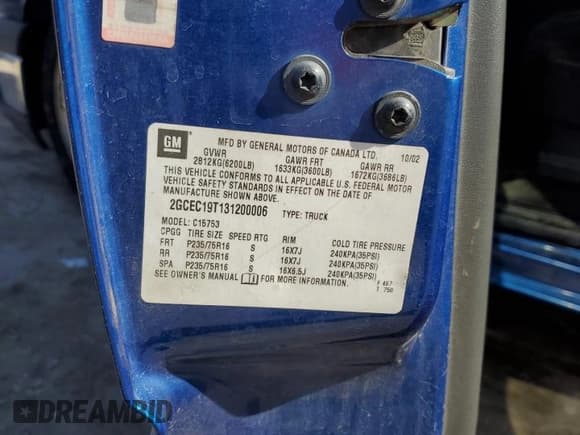 GM
MFD BY GENERAL MOTORS OF CANADA LTD. 10/02
GVWR GAWR FRT GAWR RR
2812KG(6200LB) 1633KG(3600LB) 1672KG(3686LB)
THIS VEHICLE CONFORMS TO ALL APPLICABLE U.S. FEDERAL MOTOR
VEHICLE SAFETY STANDARDS IN EFFECT ON THE DATE OF
MANUFACTURE SHOWN ABOVE.
2GCEC19T131200006 TYPE: TRUCK
MODEL: C15753
CPGG TIRE SIZE SPEED RTG RIM COLD TIRE PRESSURE
FRT P235/75R16 S 16X7J 240KPA(35PSI)
RR P235/75R16 S 16X7J 240KPA(35PSI)
SPA P235/75R16 S 16X6.5J 240KPA(35PSI)
SEE OWNER'S MANUAL FOR MORE INFORMATION.
F 487
T 750
DREAMBID